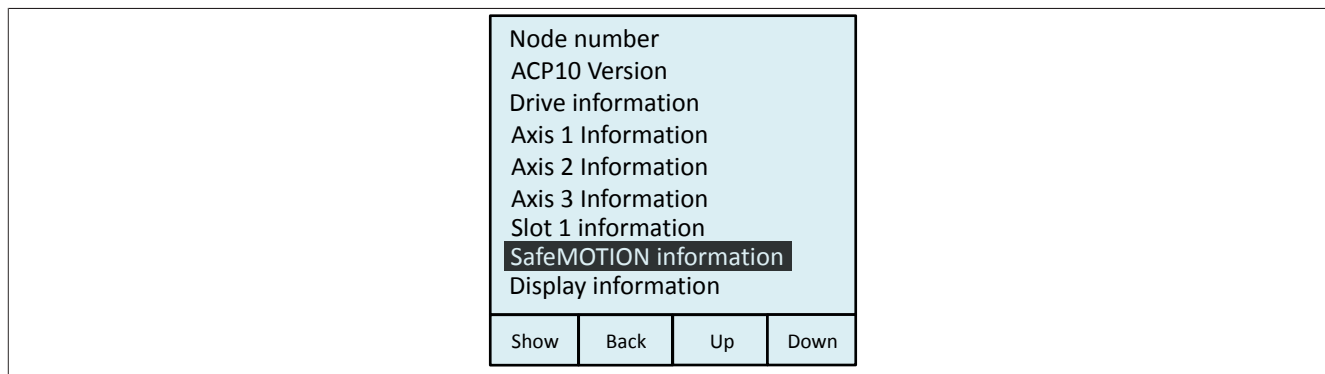 Node number
ACP10 Version
Drive information
Axis 1 Information
Axis 2 Information
Axis 3 Information
Slot 1 information
SafeMOTION information
Display information
Show Back Up Down